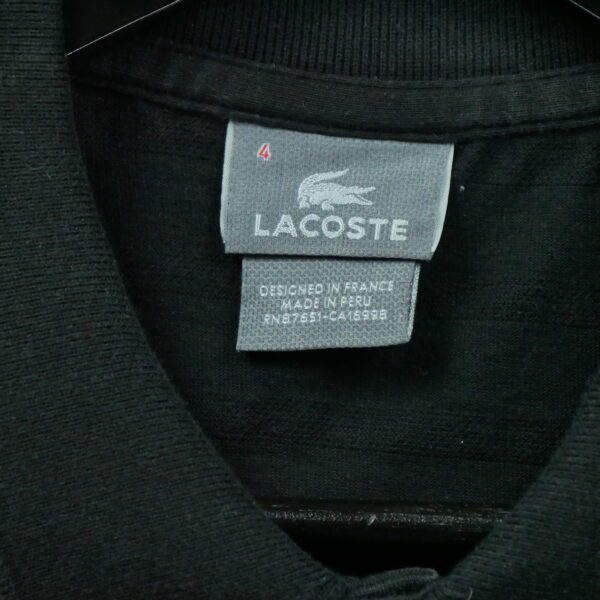 4
LACOSTE
DESIGNED IN FRANCE
MADE IN PERU
RN87651-CA16998